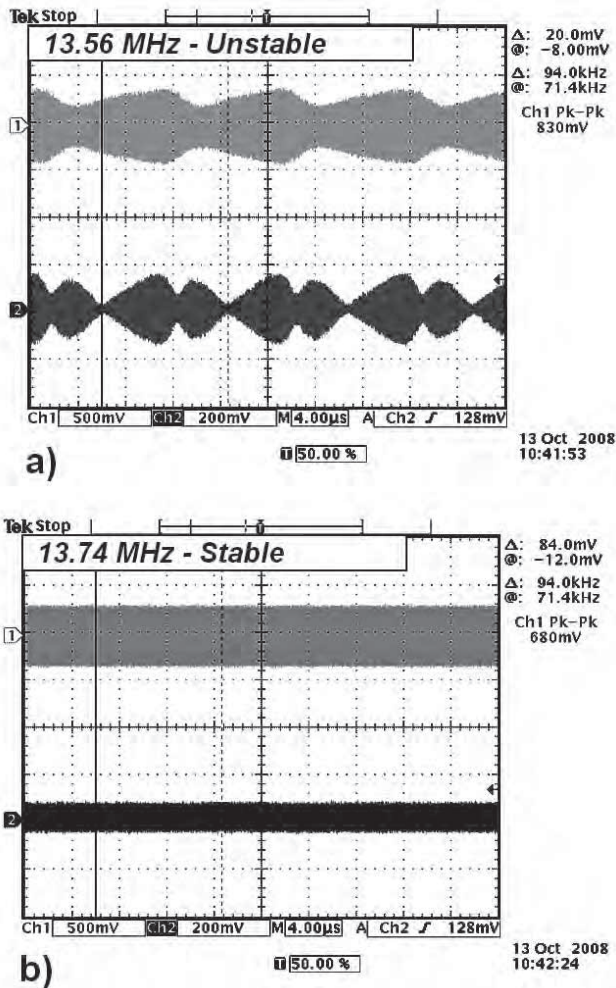 Tek Stop
13.56 MHz - Unstable
Δ: 20.0mV
@: -8.00mV
Δ: 94.0kHz
@: 71.4kHz
Ch1 Pk-Pk
830mV
1
2
Ch1 500mV Ch2 200mV M 4.00µs A Ch2 ƒ 128mV
T 50.00 %
13 Oct 2008
10:41:53
a)
Tek Stop
13.74 MHz - Stable
Δ: 84.0mV
@: -12.0mV
Δ: 94.0kHz
@: 71.4kHz
Ch1 Pk-Pk
680mV
1
2
Ch1 500mV Ch2 200mV M 4.00µs A Ch2 ƒ 128mV
T 50.00 %
13 Oct 2008
10:42:24
b)